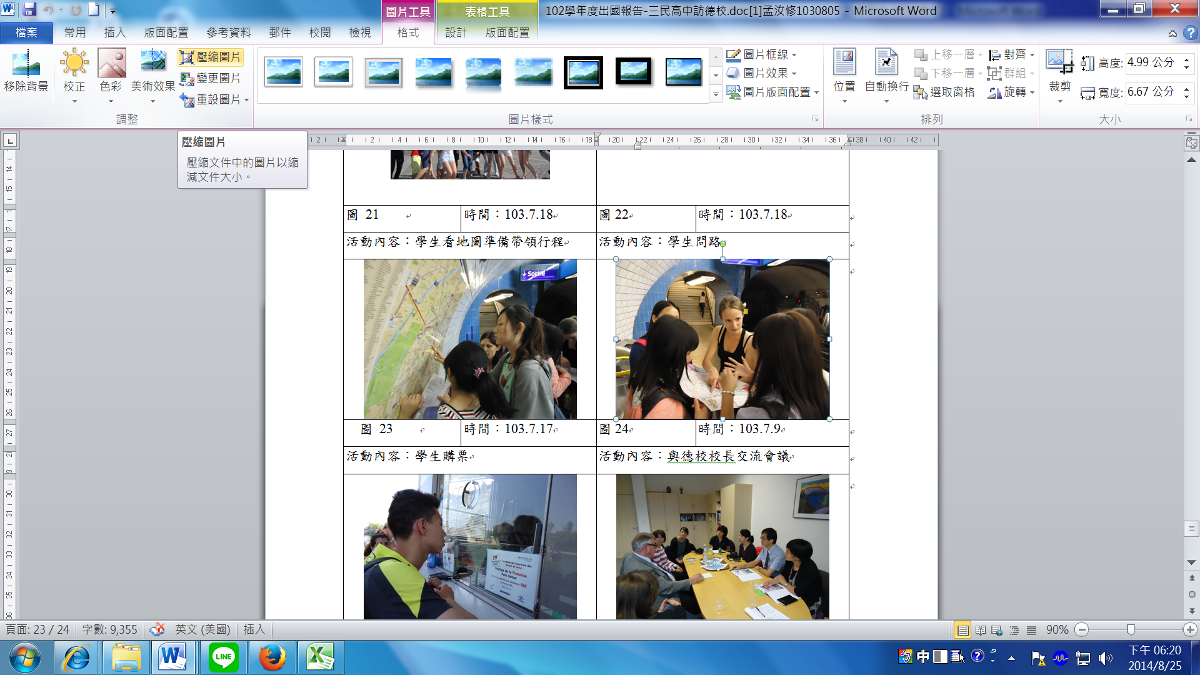 圖片工具
表格工具
102學年度出國報告-三民高中訪德校.doc[1]孟汝修1030805 - Microsoft Word
檔案
常用
插入
版面配置
參考資料
郵件
校閱
檢視
格式
設計
版面配置
移除背景
校正
色彩
美術效果
壓縮圖片
變更圖片
重設圖片
圖片框線
圖片效果
圖片版面配置
位置
自動換行
上移一層
下移一層
選取窗格
對齊
群組
旋轉
裁剪
高度: 4.99 公分
寬度: 6.67 公分
調整
圖片樣式
排列
大小
壓縮圖片
壓縮文件中的圖片以縮
減文件大小。
圖 21
時間：103.7.18
圖 22
時間：103.7.18
活動內容：學生看地圖準備帶領行程
活動內容：學生問路
Sortie
圖 23
時間：103.7.17
圖 24
時間：103.7.9
活動內容：學生購票
活動內容：與德校校長交流會議
頁面: 23 / 24
字數: 9,355
英文 (美國)
插入
90%
LINE
中
下午 06:20
2014/8/25